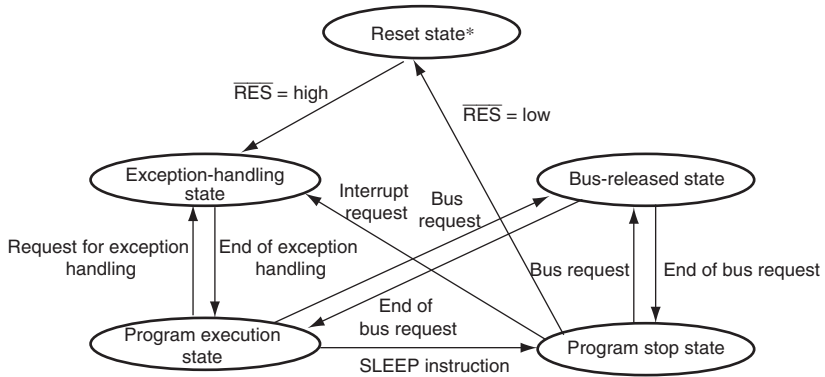 Reset state*
RES = high
RES = low
Exception-handling
state
Bus-released state
Interrupt
request
Bus
request
Request for exception
handling
End of exception
handling
Bus request
End of bus request
End of
bus request
Program execution
state
Program stop state
SLEEP instruction